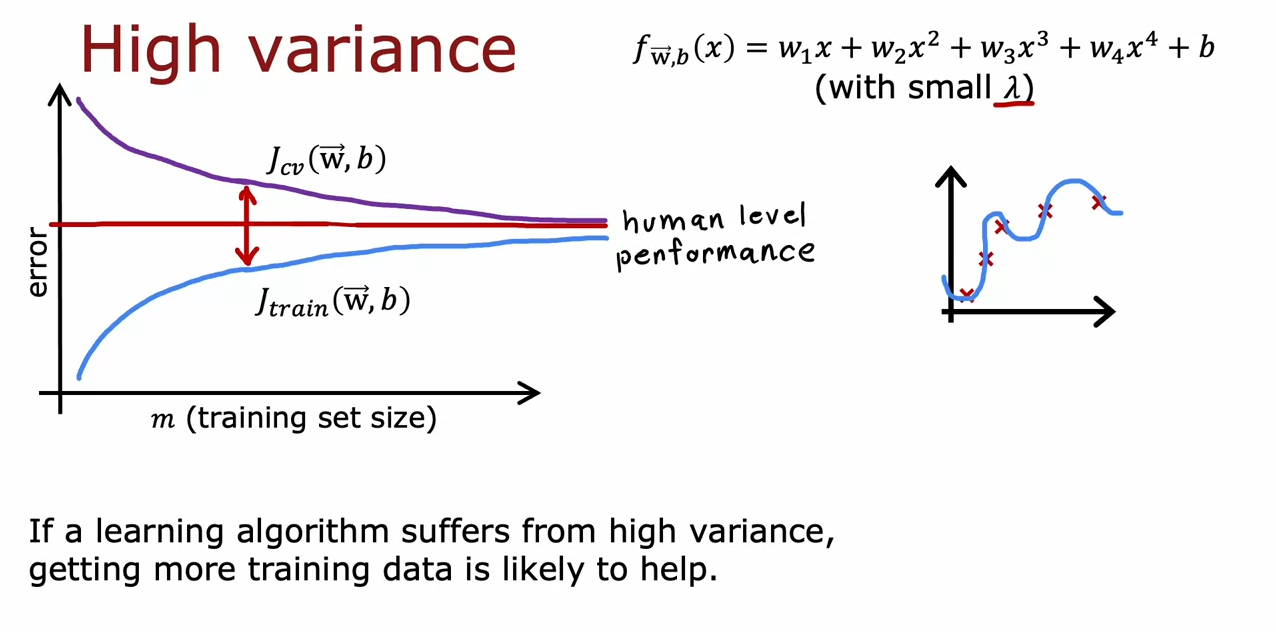 High variance
f_{\vec{w},b}(x) = w_1x + w_2x^2 + w_3x^3 + w_4x^4 + b
(with small λ)
J_{cv}(\vec{w}, b)
human level
penformance
error
J_{train}(\vec{w}, b)
m (training set size)
If a learning algorithm suffers from high variance,
getting more training data is likely to help.